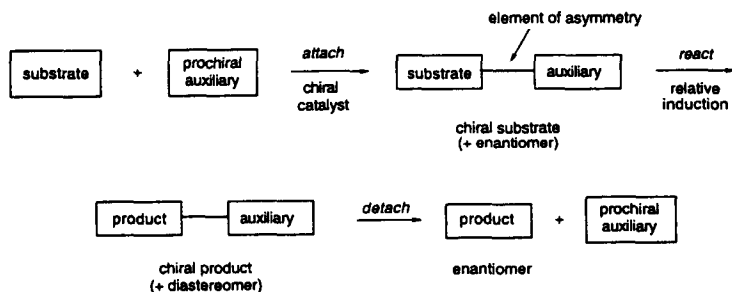 element of asymmetry
substrate + prochiral auxiliary attach chiral catalyst substrate auxiliary react relative induction
chiral substrate
(+ enantiomer)
product auxiliary detach product + prochiral auxiliary
chiral product
(+ diastereomer)
enantiomer